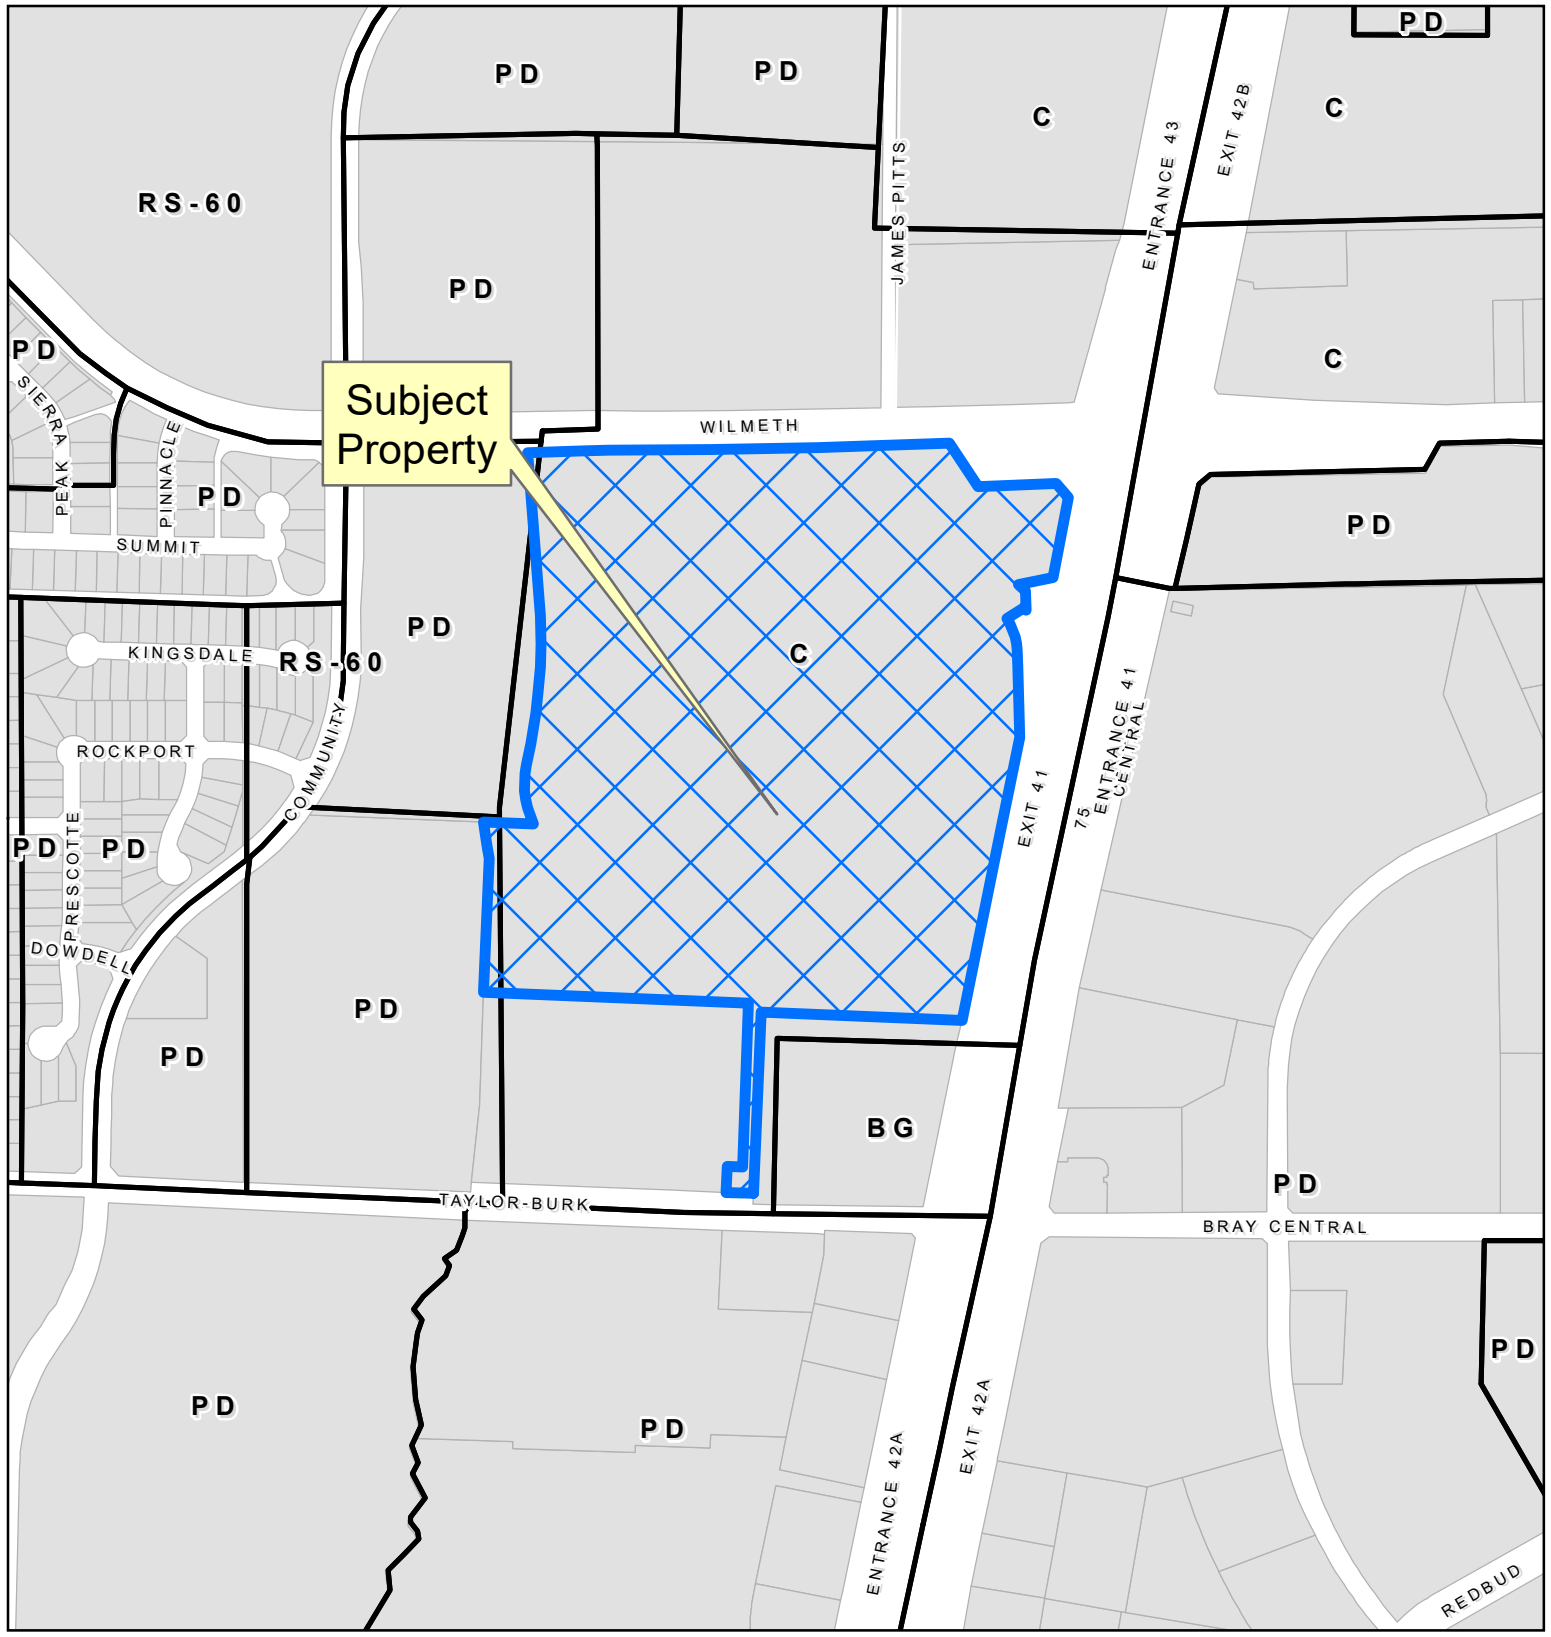 PD
PD
PD
C
C
EXIT 42B
ENTRANCE 43
JAMES PITTS
RS-60
PD
PD
C
SIERRA
PEAK
PINNACLE
Subject
Property
WILMETH
PD
PD
SUMMIT
PD
C
KINGSDALE
RS-60
COMMUNITY
ROCKPORT
ENTRANCE 41
CENTRAL
75
EXIT 41
PRESCOTTE
PD
PD
DOWDELL
PD
PD
BG
PD
TAYLOR-BURK
BRAY CENTRAL
PD
PD
PD
EXIT 42A
ENTRANCE 42A
REDBUD